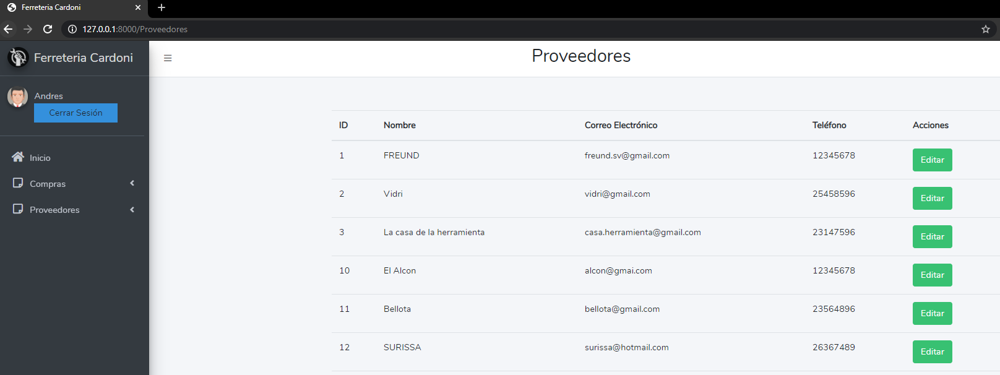 Ferreteria Cardoni
127.0.0.1:8000/Proveedores
Ferreteria Cardoni
Proveedores
Andres
Cerrar Sesión
Inicio
Compras
Proveedores
ID Nombre Correo Electrónico Teléfono Acciones
1 FREUND freund.sv@gmail.com 12345678 Editar
2 Vidri vidri@gmail.com 25458596 Editar
3 La casa de la herramienta casa.herramienta@gmail.com 23147596 Editar
10 El Alcon alcon@gmai.com 12345678 Editar
11 Bellota bellota@gmail.com 23564896 Editar
12 SURISSA surissa@hotmail.com 26367489 Editar